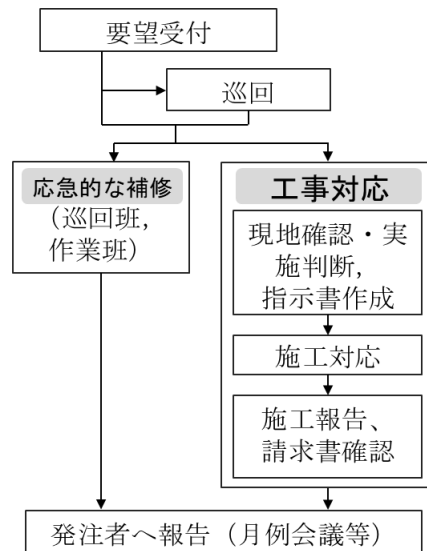 要望受付
巡回
応急的な補修
（巡回班,
作業班）
工事対応
現地確認・実
施判断,
指示書作成
施工対応
施工報告、
請求書確認
発注者へ報告（月例会議等）